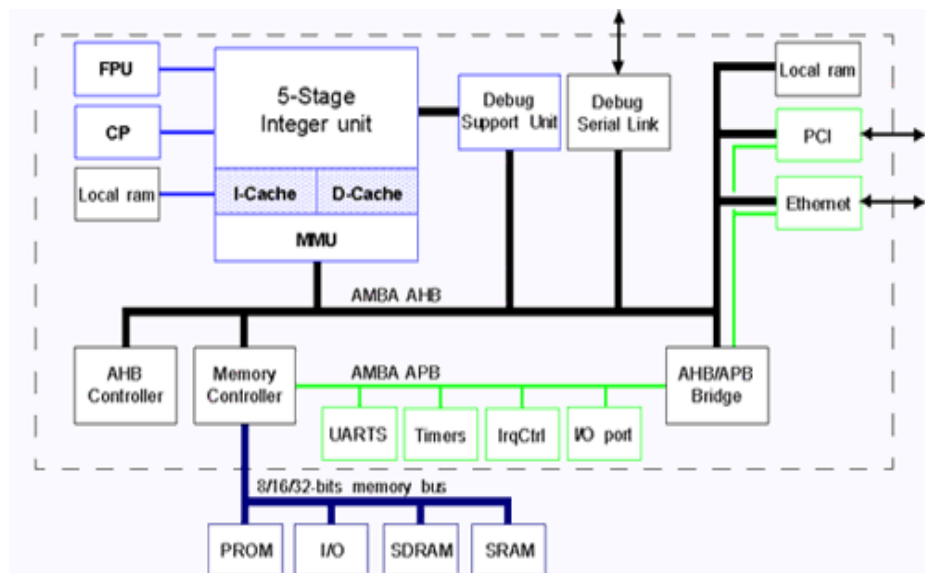 FPU
5-Stage
Integer unit
Debug
Support Unit
Debug
Serial Link
Local ram
CP
PCI
Local ram
I-Cache
D-Cache
Ethernet
MMU
AMBA AHB
AHB
Controller
Memory
Controller
AMBA APB
AHB/APB
Bridge
UARTS
Timers
IrqCtrl
I/O port
8/16/32-bits memory bus
PROM
I/O
SDRAM
SRAM